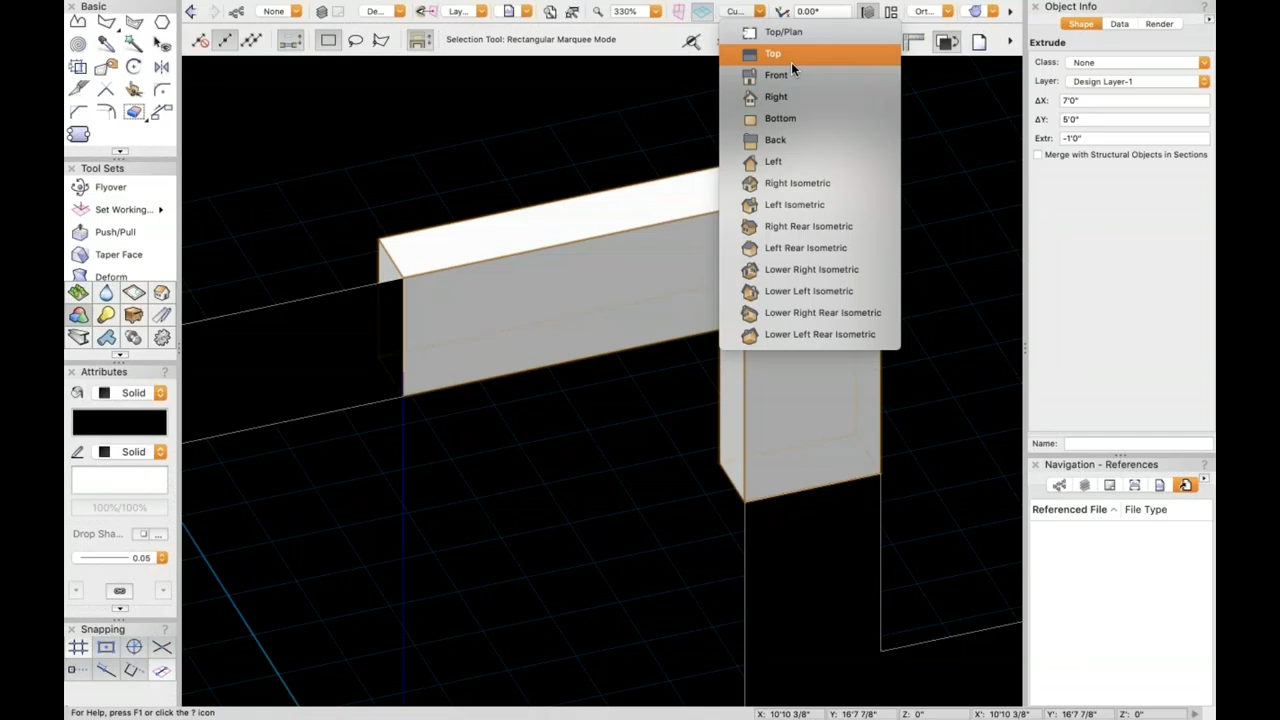 Basic
None
De...
Lay...
330%
Cu...
0.00°
Ort...
Selection Tool: Rectangular Marquee Mode
Top/Plan
Top
Front
Right
Bottom
Back
Left
Right Isometric
Left Isometric
Right Rear Isometric
Left Rear Isometric
Lower Right Isometric
Lower Left Isometric
Lower Right Rear Isometric
Lower Left Rear Isometric
Tool Sets
Flyover
Set Working...
Push/Pull
Taper Face
Deform
Attributes
?
Solid
Solid
100%/100%
Drop Sha...
...
0.05
Snapping
?
For Help, press F1 or click the ? icon
X: 10'10 3/8"
Y: 16'7 7/8"
Z: 0"
X': 10'10 3/8"
Y': 16'7 7/8"
Z': 0"
Object Info
?
Shape
Data
Render
Extrude
Class:
None
Layer:
Design Layer-1
ΔX:
7'0"
ΔY:
5'0"
Extr:
-1'0"
Merge with Structural Objects in Sections
Name:
Navigation - References
?
Referenced File
File Type